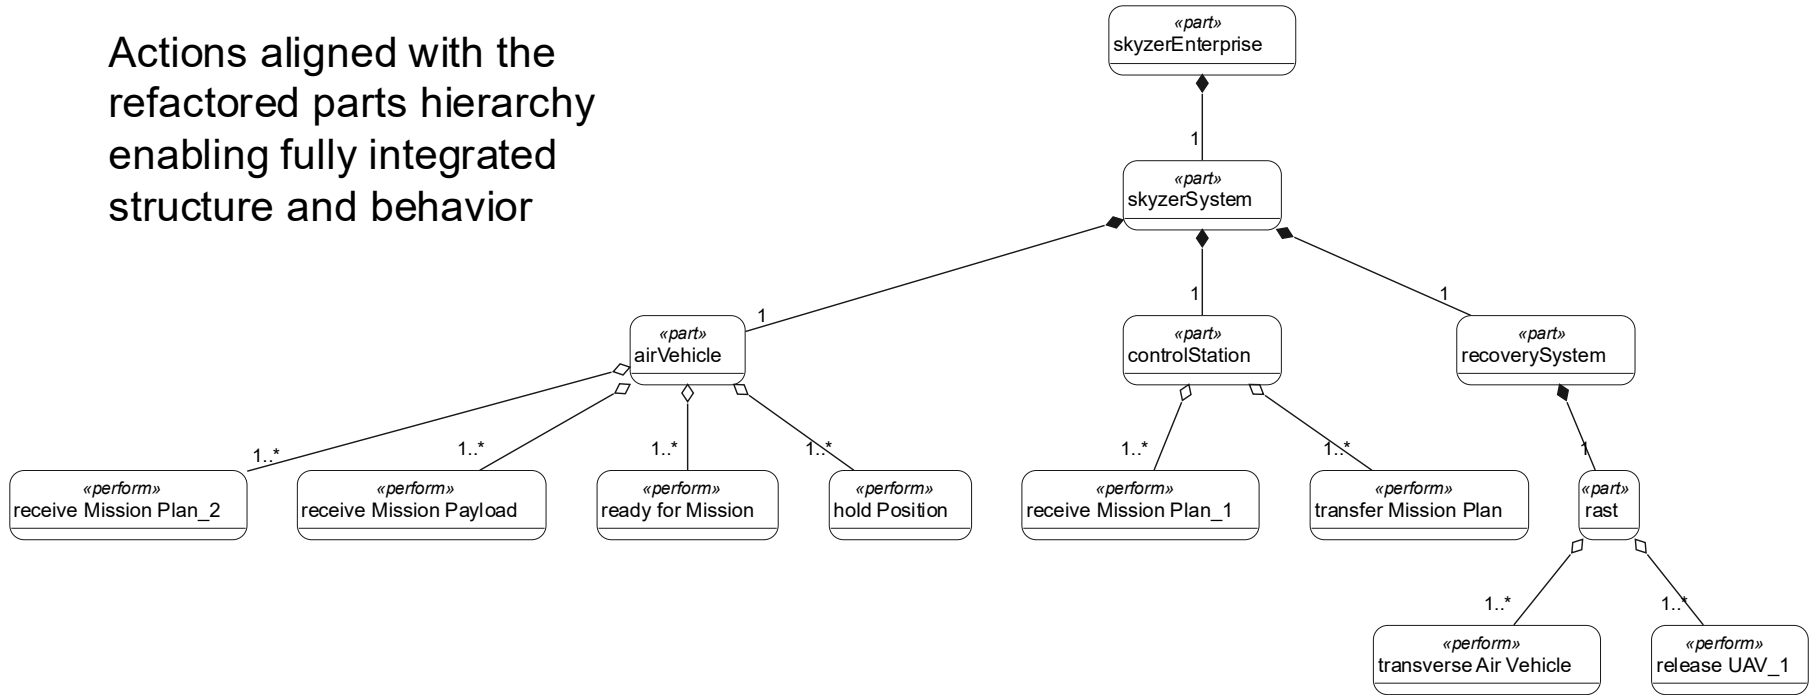 Actions aligned with the
refactored parts hierarchy
enabling fully integrated
structure and behavior
«part»
skyzerEnterprise
1
«part»
skyzerSystem
1
1
1
«part»
airVehicle
«part»
controlStation
«part»
recoverySystem
1..*
1..*
1..*
1..*
1..*
1..*
1
«perform»
receive Mission Plan_2
«perform»
receive Mission Payload
«perform»
ready for Mission
«perform»
hold Position
«perform»
receive Mission Plan_1
«perform»
transfer Mission Plan
«part»
rast
1..*
1..*
«perform»
transverse Air Vehicle
«perform»
release UAV_1